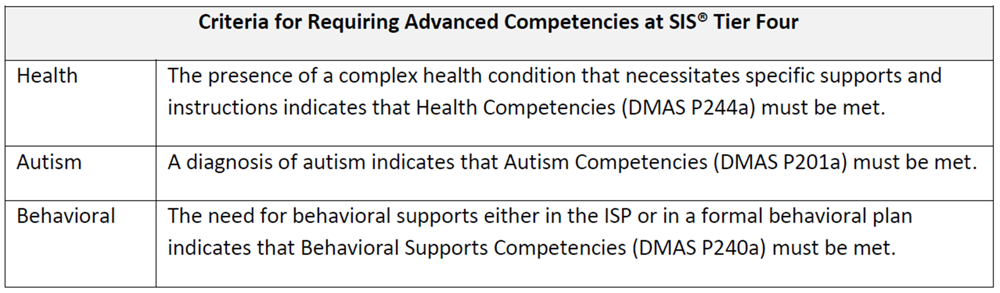 Criteria for Requiring Advanced Competencies at SIS® Tier Four
Health
The presence of a complex health condition that necessitates specific supports and
instructions indicates that Health Competencies (DMAS P244a) must be met.
Autism
A diagnosis of autism indicates that Autism Competencies (DMAS P201a) must be met.
Behavioral
The need for behavioral supports either in the ISP or in a formal behavioral plan
indicates that Behavioral Supports Competencies (DMAS P240a) must be met.